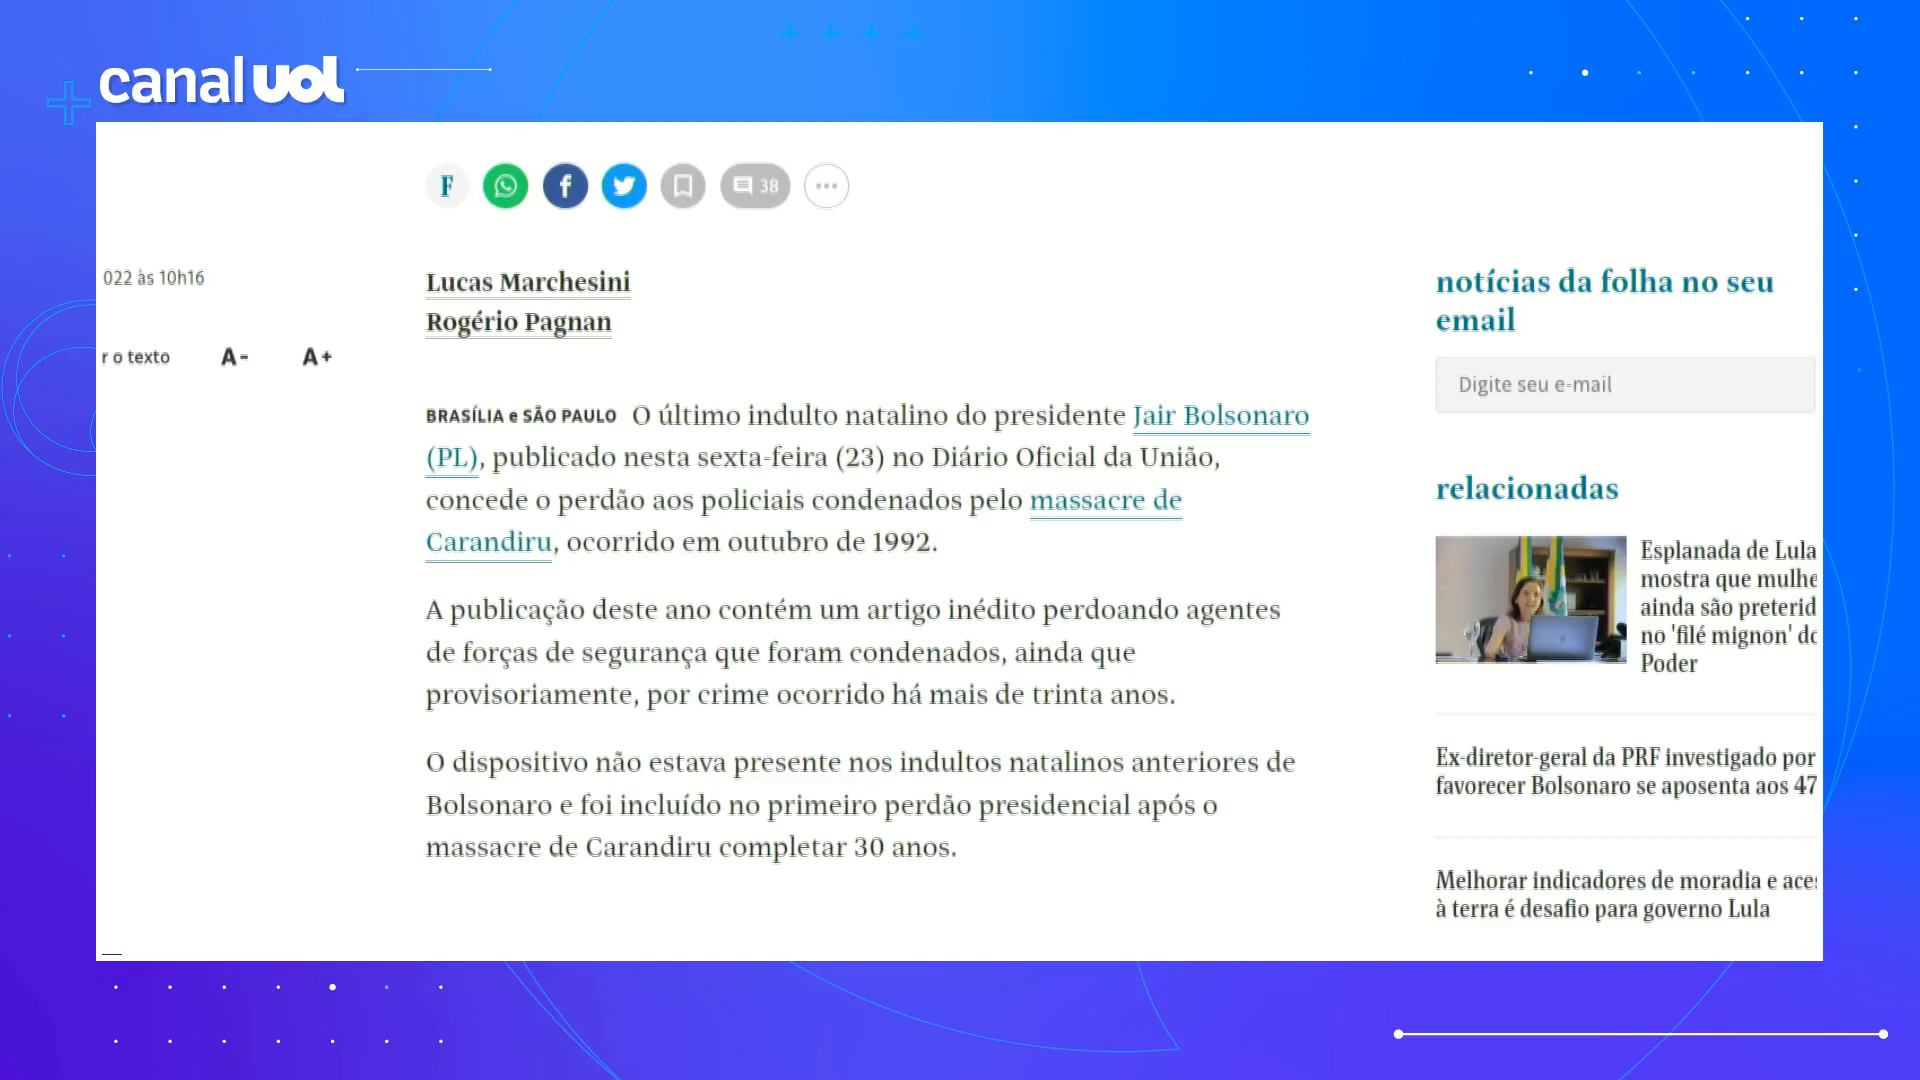 canal uol
F
f
38
022 às 10h16
r o texto A- A+
Lucas Marchesini
Rogério Pagnan
BRASÍLIA e SÃO PAULO O último indulto natalino do presidente Jair Bolsonaro
(PL), publicado nesta sexta-feira (23) no Diário Oficial da União,
concede o perdão aos policiais condenados pelo massacre de
Carandiru, ocorrido em outubro de 1992.
A publicação deste ano contém um artigo inédito perdoando agentes
de forças de segurança que foram condenados, ainda que
provisoriamente, por crime ocorrido há mais de trinta anos.
O dispositivo não estava presente nos indultos natalinos anteriores de
Bolsonaro e foi incluído no primeiro perdão presidencial após o
massacre de Carandiru completar 30 anos.
notícias da folha no seu
email
Digite seu e-mail
relacionadas
Esplanada de Lula
mostra que mulhe
ainda são preterid
no 'filé mignon' do
Poder
Ex-diretor-geral da PRF investigado por
favorecer Bolsonaro se aposenta aos 47
Melhorar indicadores de moradia e aces
à terra é desafio para governo Lula